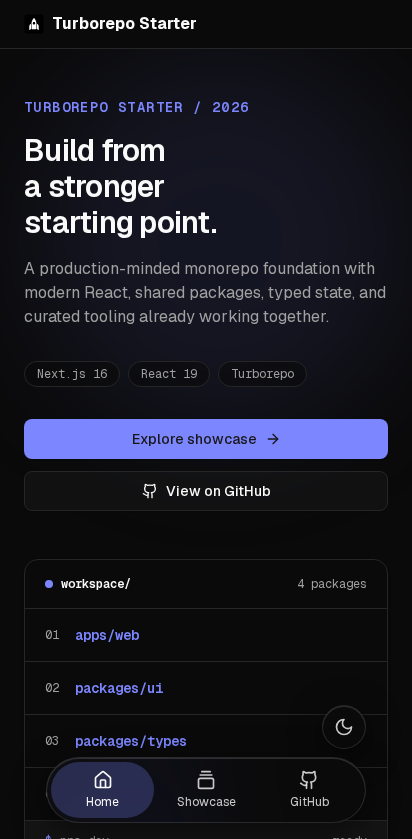 Turborepo Starter
TURBOREPO STARTER / 2026
Build from
a stronger
starting point.
A production-minded monorepo foundation with
modern React, shared packages, typed state, and
curated tooling already working together.
Next.js 16 React 19 Turborepo
Explore showcase
View on GitHub
workspace/ 4 packages
01 apps/web
02 packages/ui
03 packages/types
Home Showcase GitHub